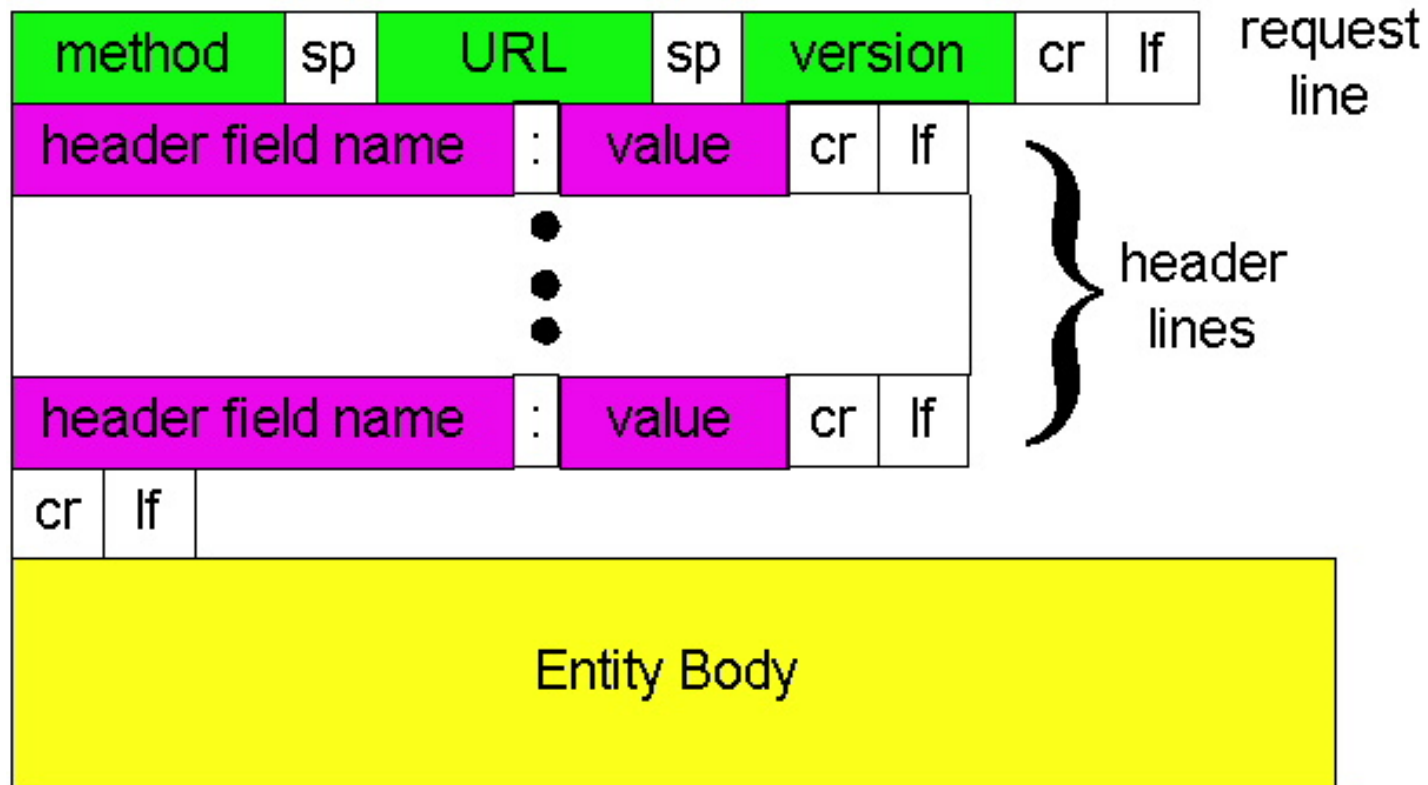 method sp URL sp version cr lf
request
line
header field name : value cr lf
header
lines
header field name : value cr lf
cr lf
Entity Body